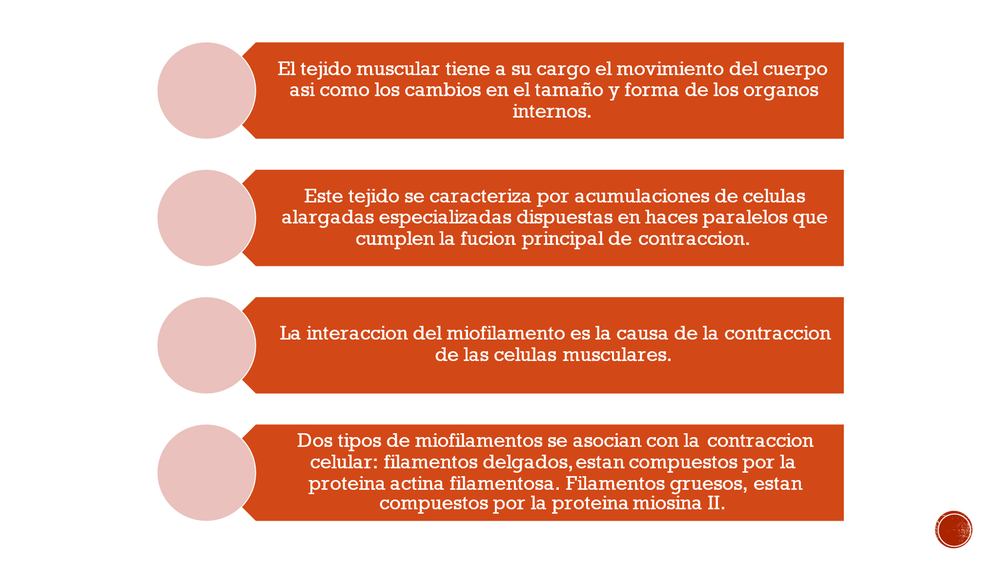 El tejido muscular tiene a su cargo el movimiento del cuerpo
asi como los cambios en el tamaño y forma de los organos
internos.
Este tejido se caracteriza por acumulaciones de celulas
alargadas especializadas dispuestas en haces paralelos que
cumplen la fucion principal de contraccion.
La interaccion del miofilamento es la causa de la contraccion
de las celulas musculares.
Dos tipos de miofilamentos se asocian con la contraccion
celular: filamentos delgados, estan compuestos por la
proteina actina filamentosa. Filamentos gruesos, estan
compuestos por la proteina miosina II.